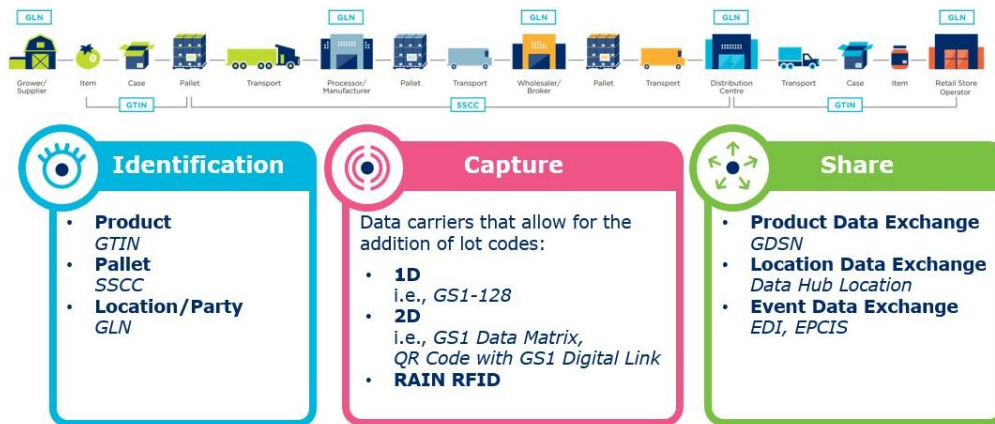 GLN
GLN
GLN
GLN
GLN
Grower/
Supplier
Item
Case
Pallet
Transport
Processor/
Manufacturer
Pallet
Transport
Wholesaler/
Broker
Pallet
Transport
Distribution
Centre
Transport
Case
Item
Retail Store
Operator
GTIN
SSCC
GTIN
Identification
• Product
GTIN
• Pallet
SSCC
• Location/Party
GLN
Capture
Data carriers that allow for the
addition of lot codes:
• 1D
i.e., GS1-128
• 2D
i.e., GS1 Data Matrix,
QR Code with GS1 Digital Link
• RAIN RFID
Share
• Product Data Exchange
GDSN
• Location Data Exchange
Data Hub Location
• Event Data Exchange
EDI, EPCIS